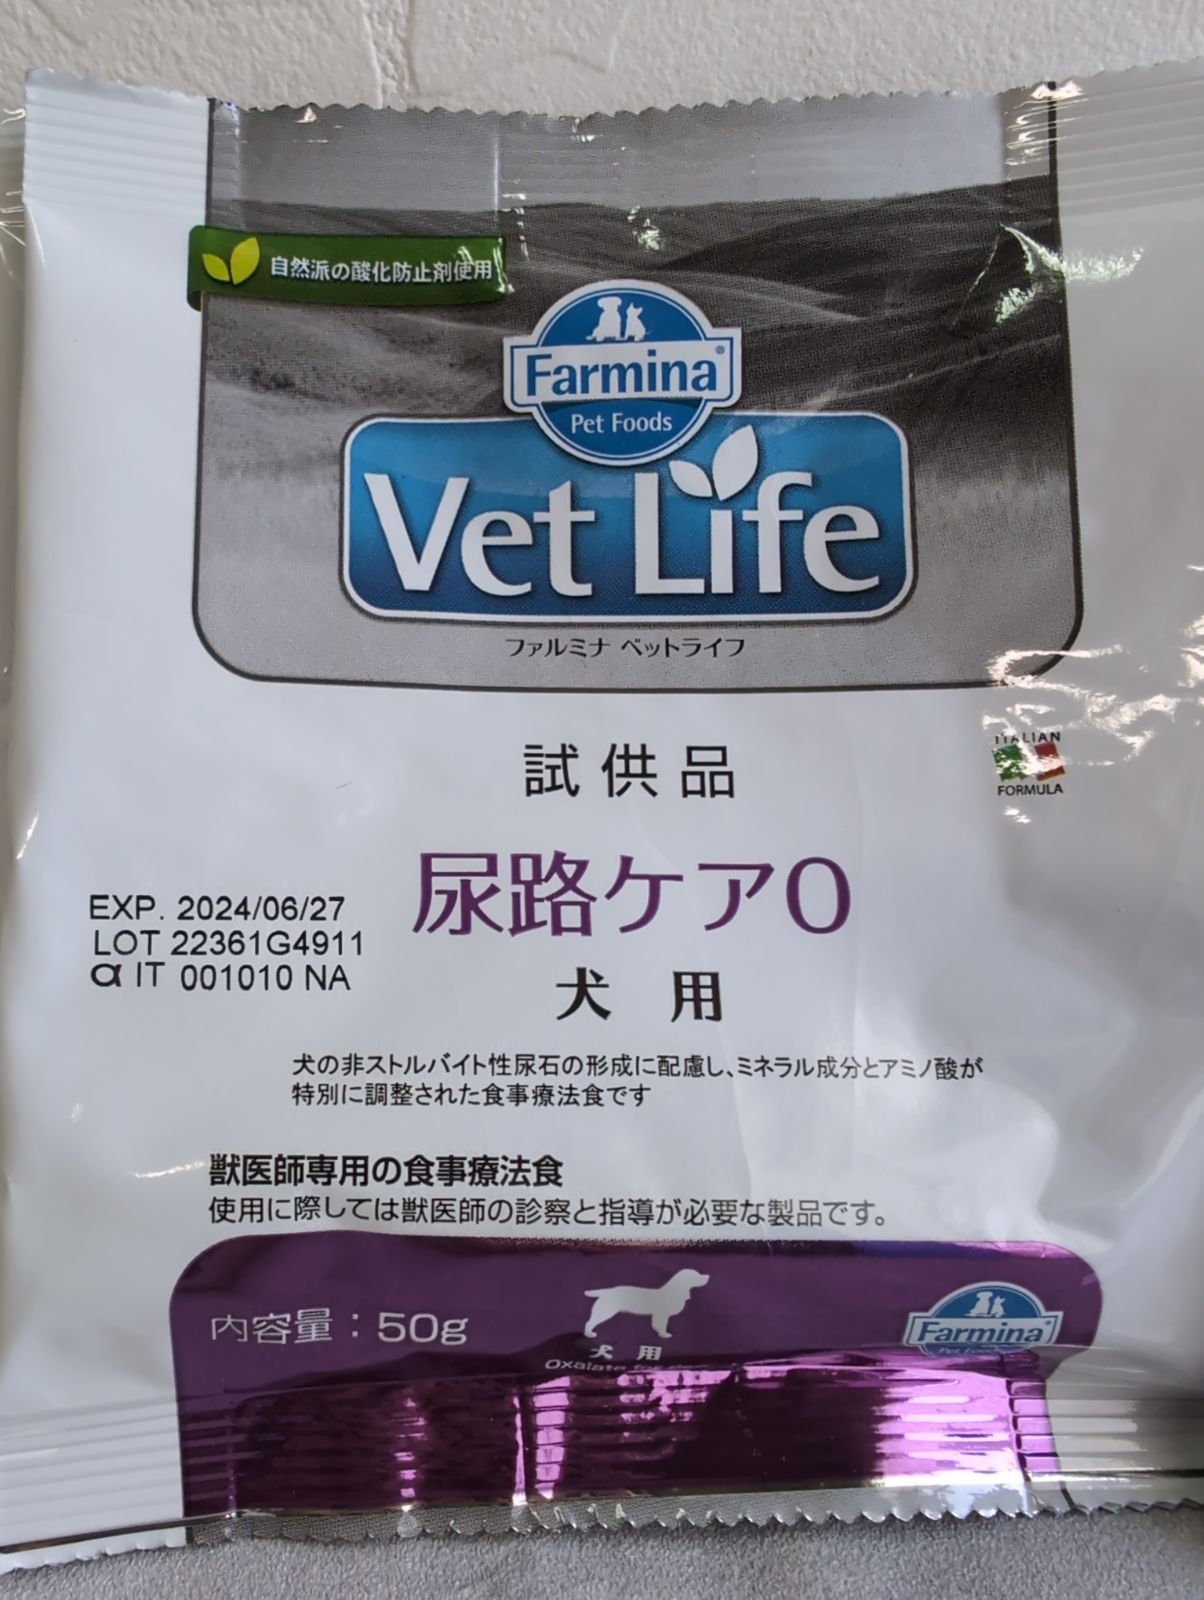 自然派の酸化防止剤使用
Farmina®
Pet Foods
Vet Life
ファルミナ ベットライフ
試供品
ITALIAN
FORMULA
尿路ケアO
EXP. 2024/06/27
LOT 22361G4911
α IT 001010 NA
犬 用
犬の非ストルバイト性尿石の形成に配慮し、ミネラル成分とアミノ酸が
特別に調整された食事療法食です
獣医師専用の食事療法食
使用に際しては獣医師の診察と指導が必要な製品です。
内容量：50g
犬 用
Oxalate for
Farmina
Pet Foods